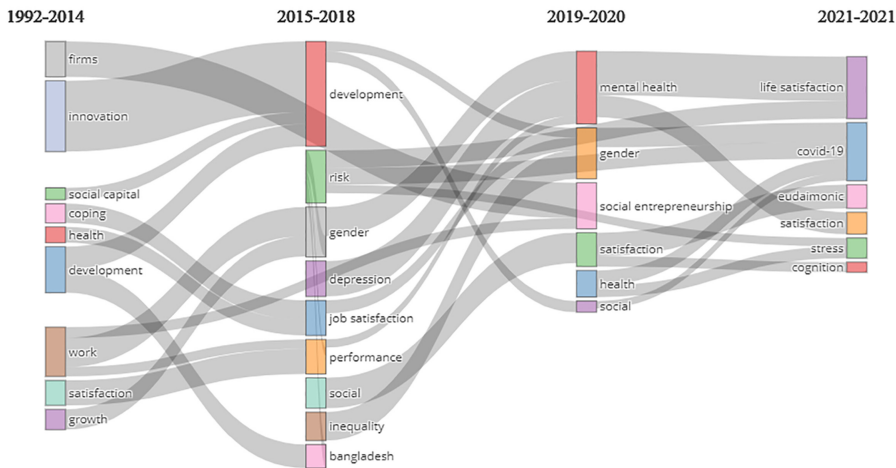 1992-2014
2015-2018
2019-2020
2021-2021
firms
innovation
social capital
coping
health
development
work
satisfaction
growth
development
risk
gender
depression
job satisfaction
performance
social
inequality
bangladesh
mental health
gender
social entrepreneurship
satisfaction
health
social
life satisfaction
covid-19
eudaimonic
satisfaction
stress
cognition